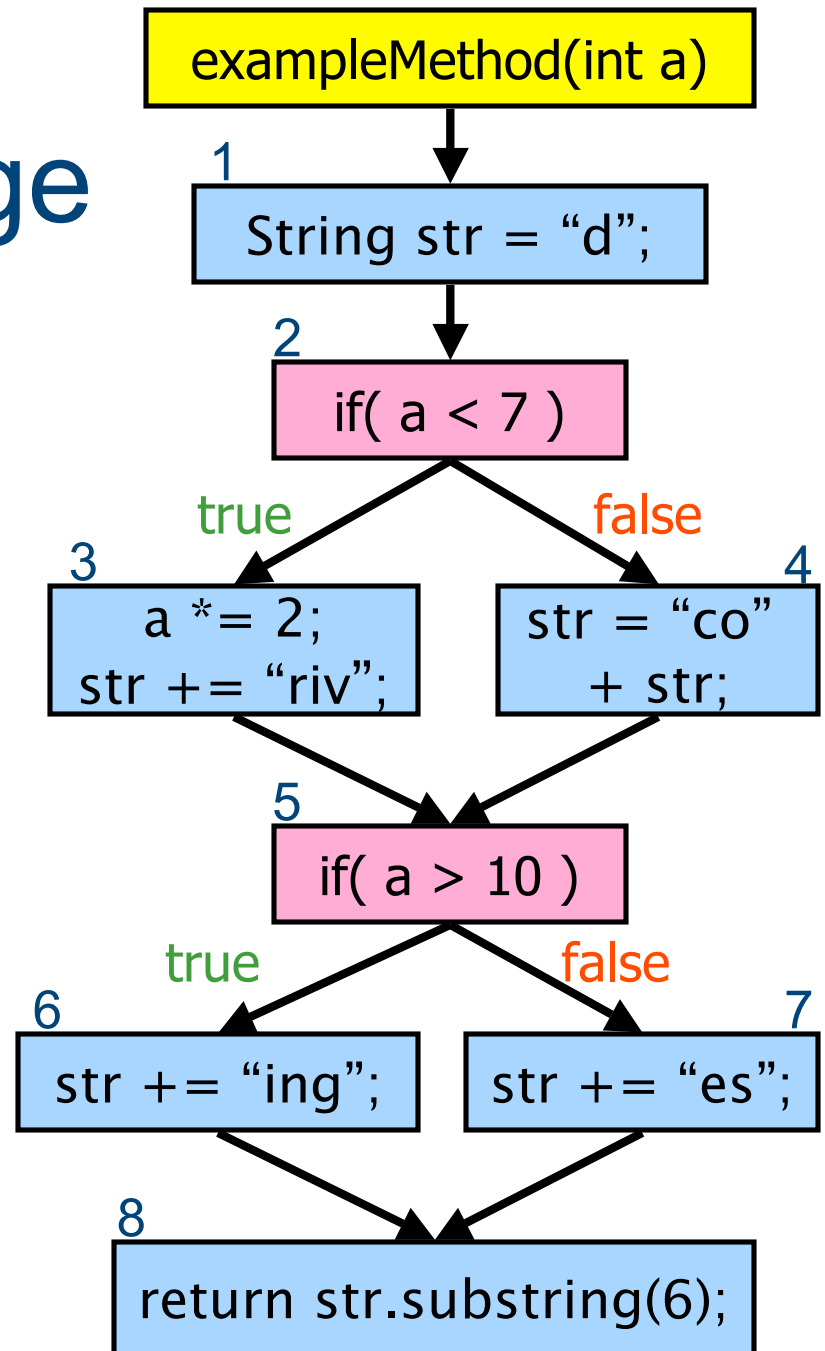 exampleMethod(int a)
ge
1
String str = “d”;
2
if( a < 7 )
true
false
3
4
a *= 2;
str += “riv”;
str = “co”
+ str;
5
if( a > 10 )
true
false
6
7
str += “ing”;
str += “es”;
8
return str.substring(6);